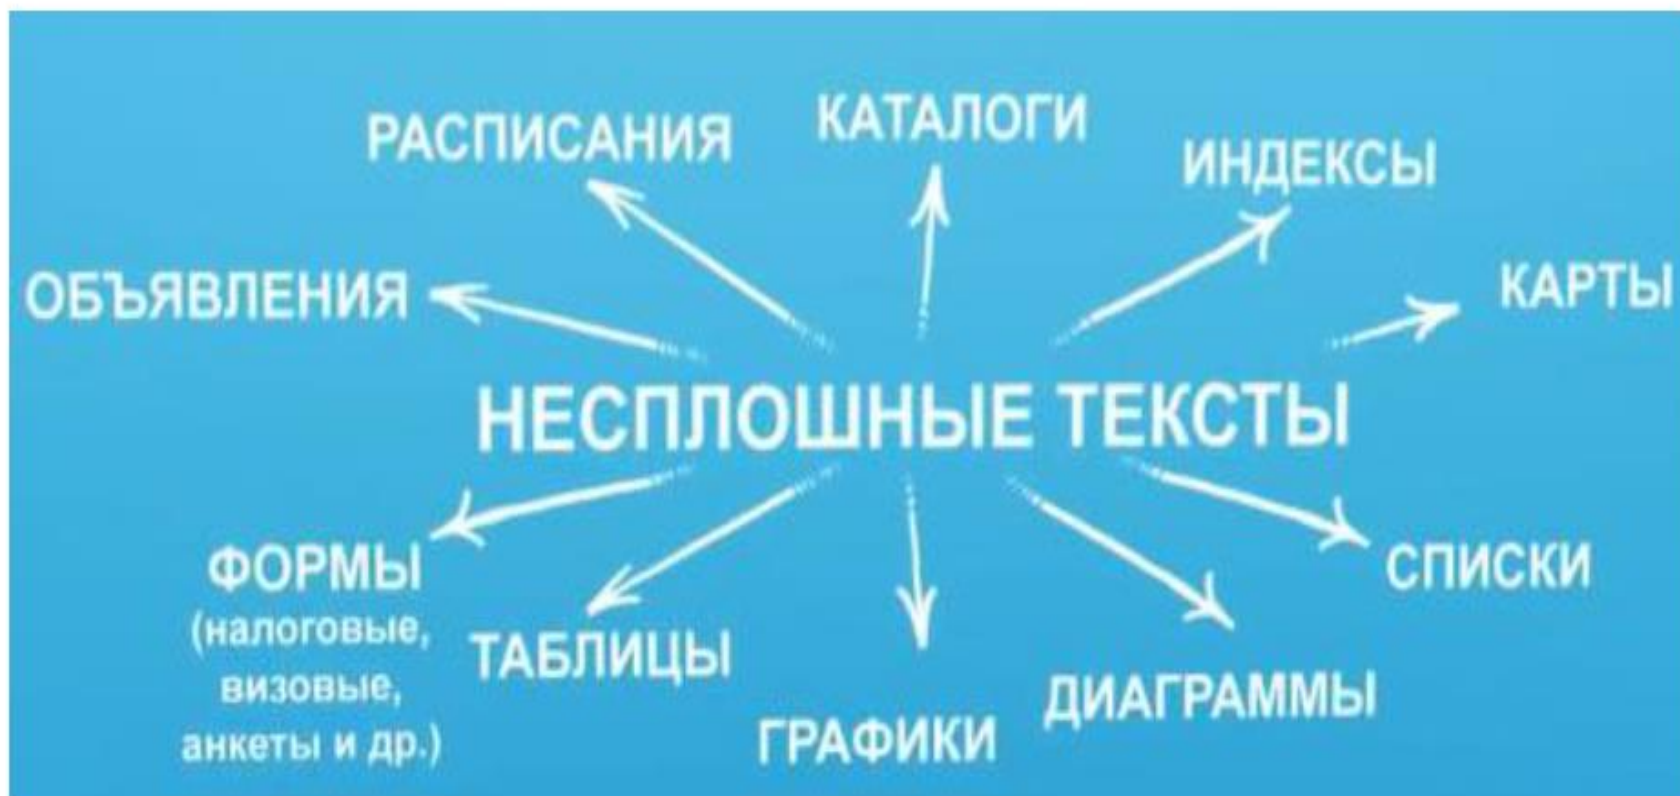 КАТАЛОГИ
РАСПИСАНИЯ
ИНДЕКСЫ
ОБЪЯВЛЕНИЯ
КАРТЫ
НЕСПЛОШНЫЕ ТЕКСТЫ
ФОРМЫ
(налоговые,
визовые,
анкеты и др.)
ТАБЛИЦЫ
ГРАФИКИ
ДИАГРАММЫ
СПИСКИ